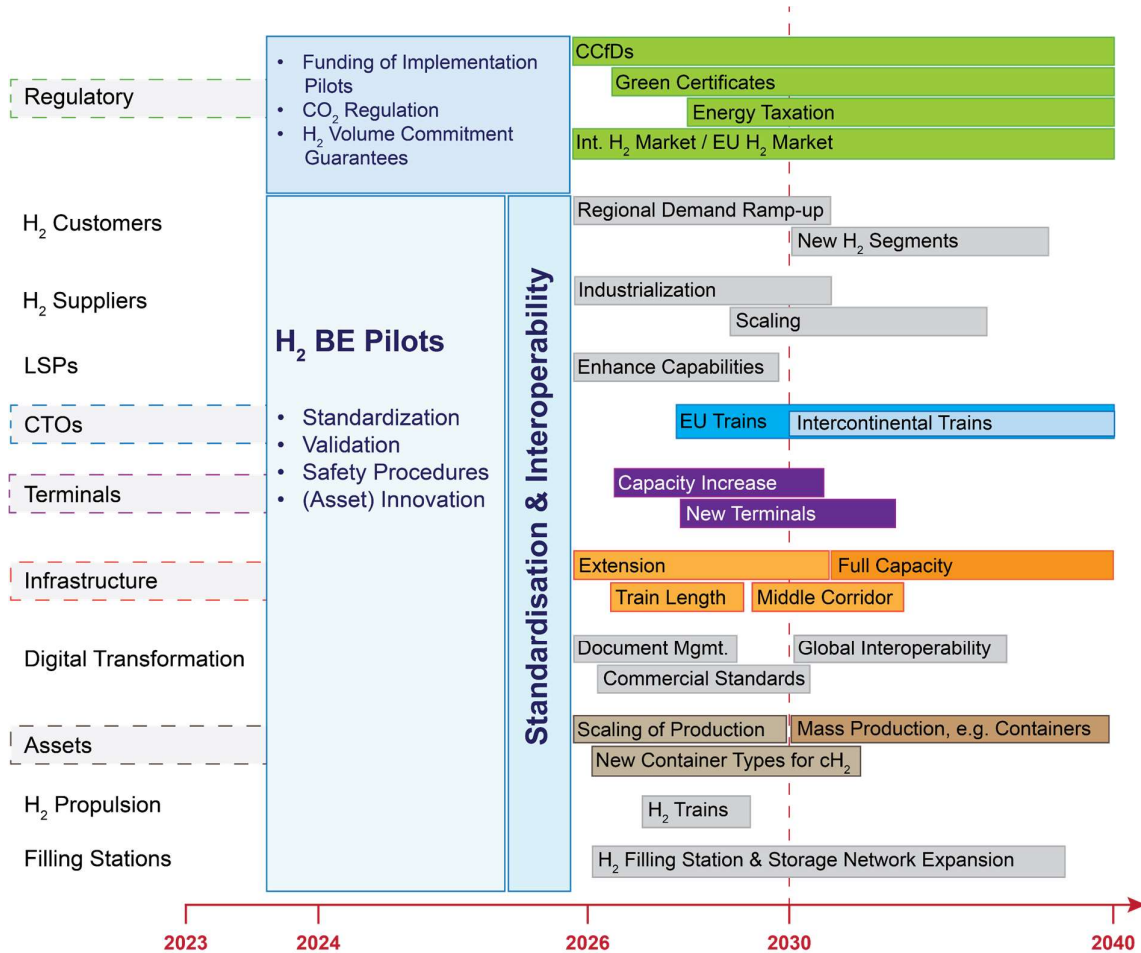 Regulatory
• Funding of Implementation
Pilots
• CO₂ Regulation
• H₂ Volume Commitment
Guarantees
CCfDs
Green Certificates
Energy Taxation
Int. H₂ Market / EU H₂ Market
H₂ BE Pilots
• Standardization
• Validation
• Safety Procedures
• (Asset) Innovation
Standardisation & Interoperability
H₂ Customers
Regional Demand Ramp-up
New H₂ Segments
H₂ Suppliers
Industrialization
Scaling
LSPs
Enhance Capabilities
CTOs
EU Trains
Intercontinental Trains
Terminals
Capacity Increase
New Terminals
Infrastructure
Extension
Full Capacity
Train Length
Middle Corridor
Digital Transformation
Document Mgmt.
Global Interoperability
Commercial Standards
Assets
Scaling of Production
Mass Production, e.g. Containers
New Container Types for cH₂
H₂ Propulsion
H₂ Trains
Filling Stations
H₂ Filling Station & Storage Network Expansion
2023
2024
2026
2030
2040